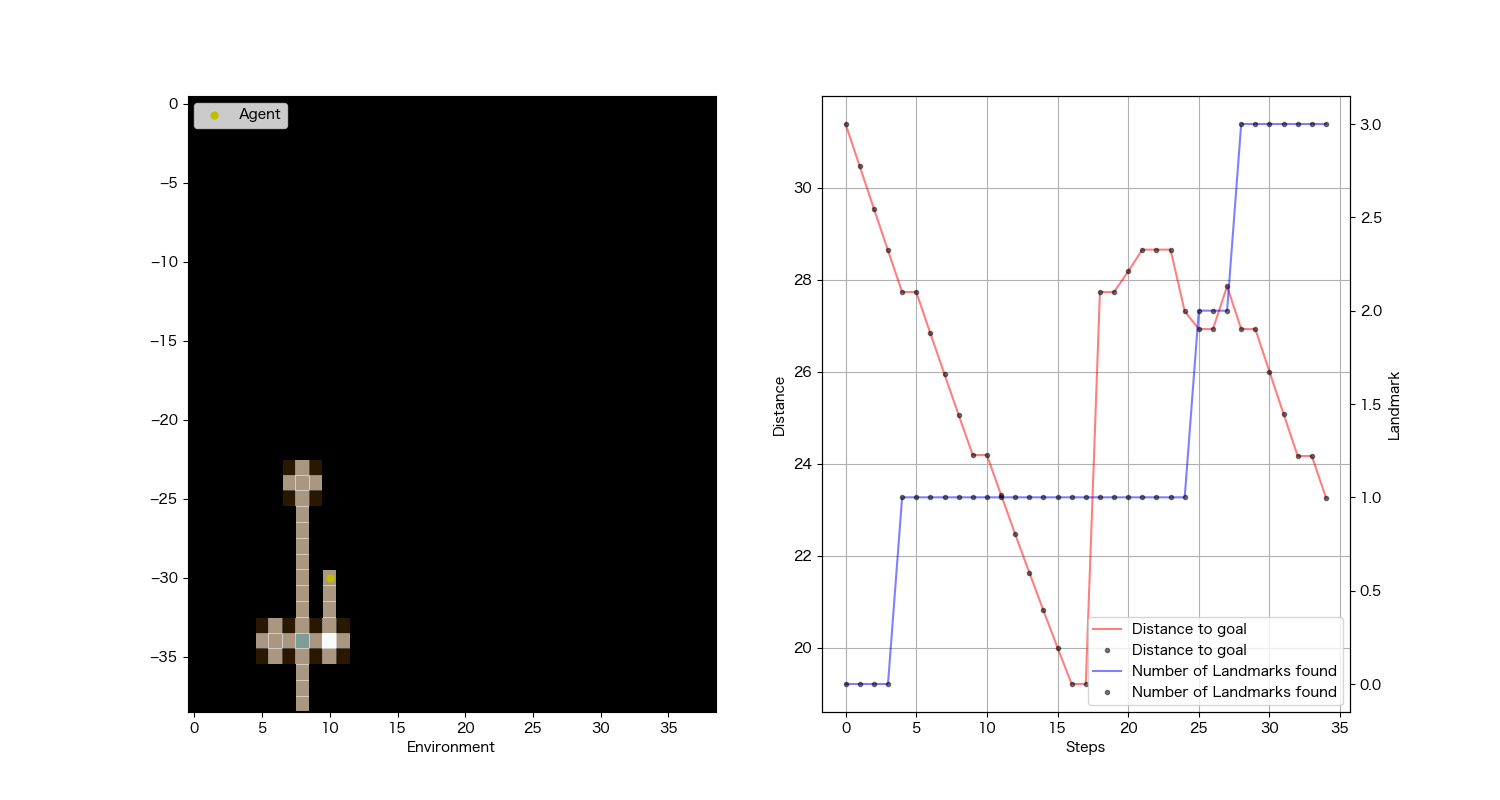 Agent
0
−5
−10
−15
−20
−25
−30
−35
0 5 10 15 20 25 30 35
Environment
Distance
30
28
26
24
22
20
0 5 10 15 20 25 30 35
Steps
3.0
2.5
2.0
1.5
1.0
0.5
0.0
Landmark
Distance to goal
Distance to goal
Number of Landmarks found
Number of Landmarks found